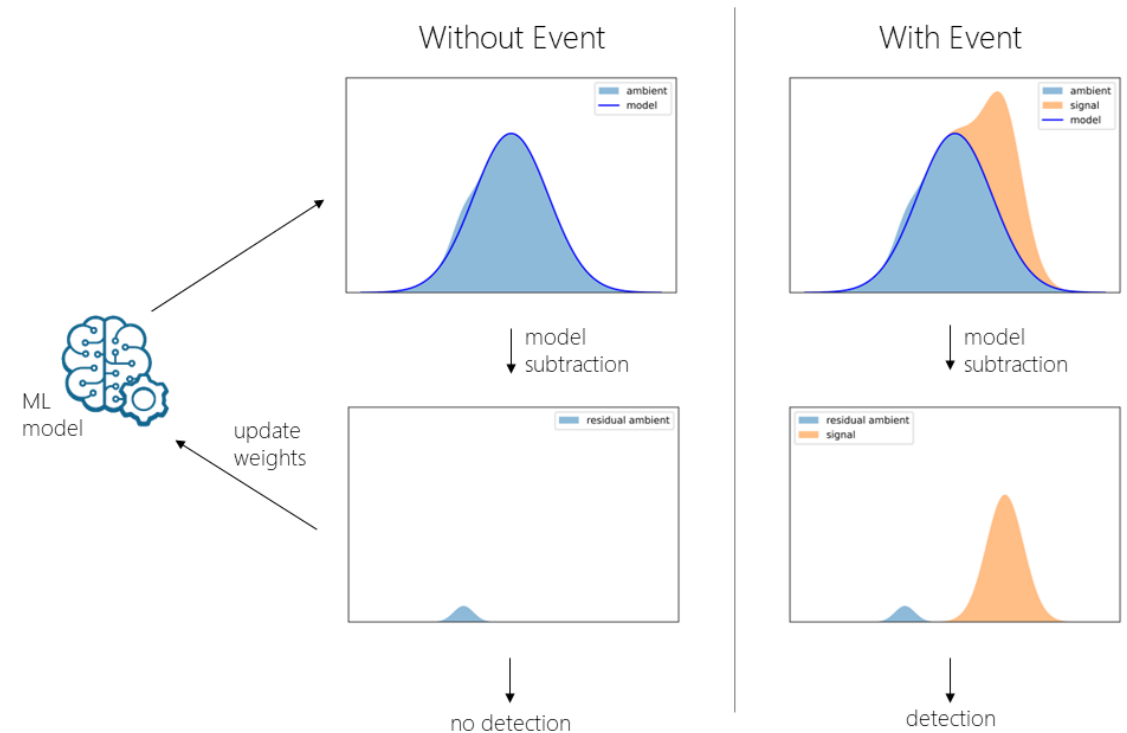 Without Event
With Event
ambient
model
ambient
signal
model
model
subtraction
model
subtraction
ML
model
update
weights
residual ambient
residual ambient
signal
no detection
detection